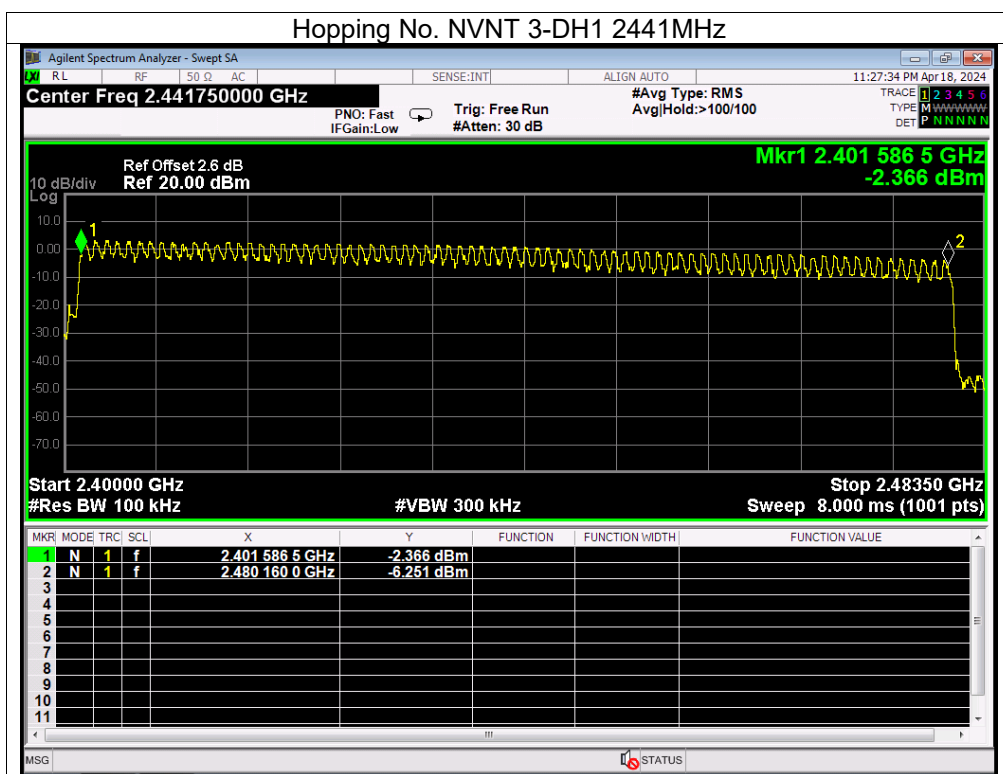 Hopping No. NVNT 3-DH1 2441MHz
Agilent Spectrum Analyzer - Swept SA
LXI RL RF 50 Ω AC SENSE:INT ALIGN AUTO 11:27:34 PM Apr 18, 2024
Center Freq 2.441750000 GHz #Avg Type: RMS TRACE 1 2 3 4 5 6
PNO: Fast Trig: Free Run Avg|Hold:>100/100 TYPE M WWWWW
IFGain:Low #Atten: 30 dB DET P N N N N N
Mkr1 2.401 586 5 GHz
Ref Offset 2.6 dB
10 dB/div Ref 20.00 dBm -2.366 dBm
Log
10.0
1
0.00
2
-10.0
-20.0
-30.0
-40.0
-50.0
-60.0
-70.0
Start 2.40000 GHz Stop 2.48350 GHz
#Res BW 100 kHz #VBW 300 kHz Sweep 8.000 ms (1001 pts)
MKR MODE TRC SCL X Y FUNCTION FUNCTION WIDTH FUNCTION VALUE
1 N 1 f 2.401 586 5 GHz -2.366 dBm
2 N 1 f 2.480 160 0 GHz -6.251 dBm
3
4
5
6
7
8
9
10
11
MSG STATUS